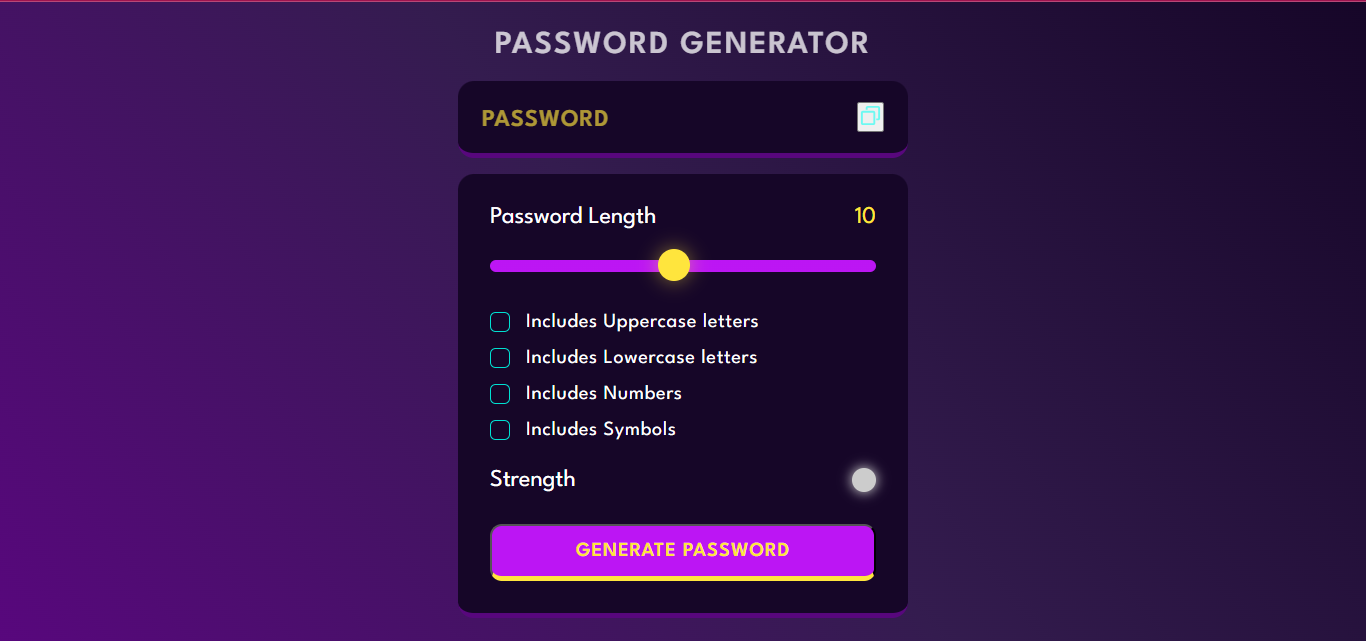 PASSWORD GENERATOR
PASSWORD
Password Length 10
Includes Uppercase letters
Includes Lowercase letters
Includes Numbers
Includes Symbols
Strength
GENERATE PASSWORD